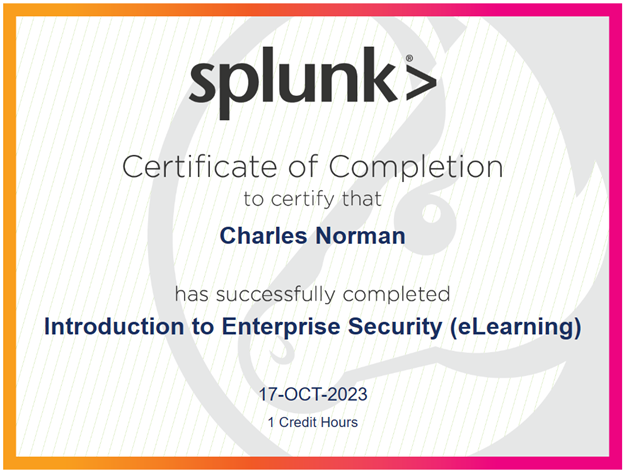 splunk>®
Certificate of Completion
to certify that
Charles Norman
has successfully completed
Introduction to Enterprise Security (eLearning)
17-OCT-2023
1 Credit Hours